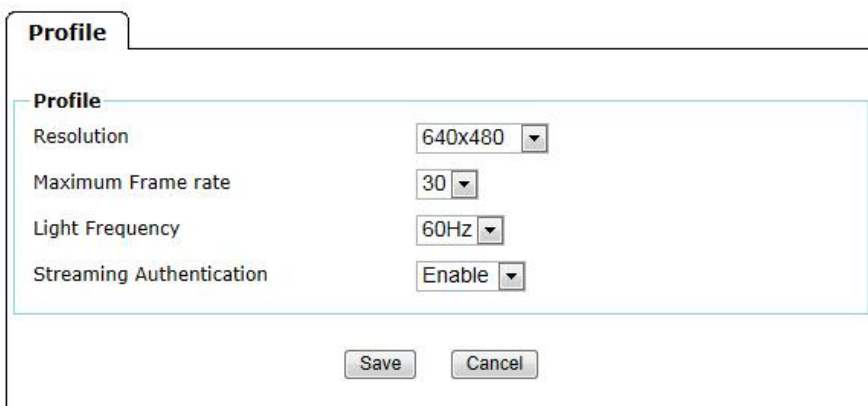 Profile
Profile
Resolution 640x480
Maximum Frame rate 30
Light Frequency 60Hz
Streaming Authentication Enable
Save Cancel